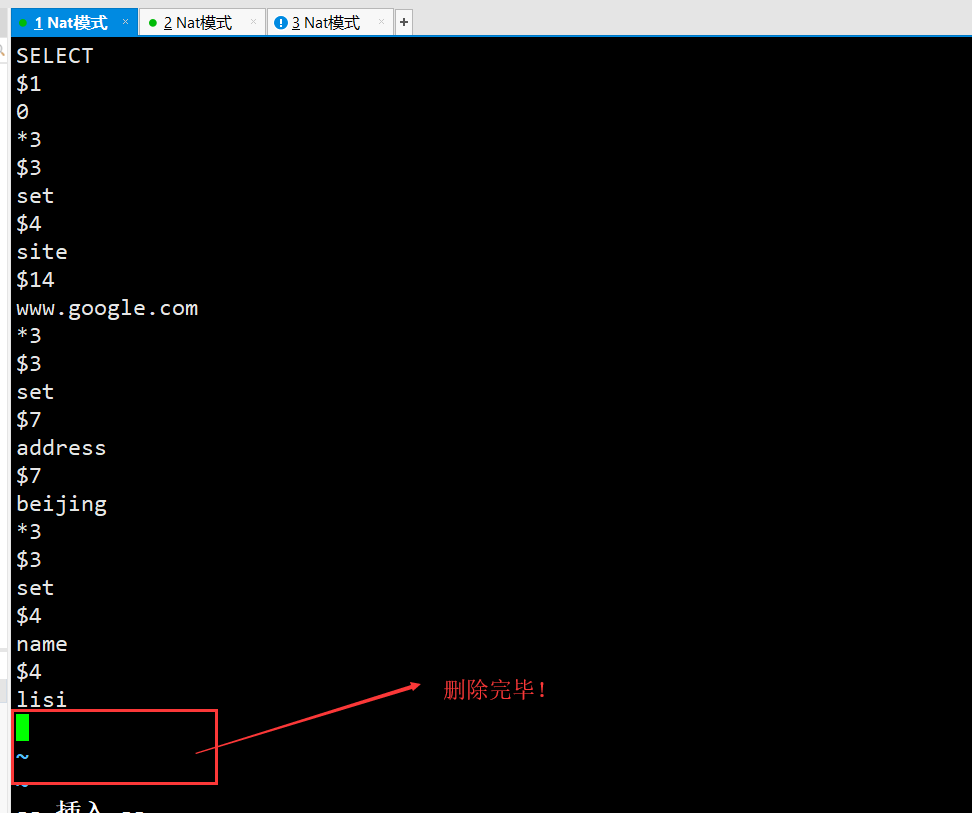 1 Nat模式 × 2 Nat模式 × 3 Nat模式 × +
SELECT
$1
0
*3
$3
set
$4
site
$14
www.google.com
*3
$3
set
$7
address
$7
beijing
*3
$3
set
$4
name
$4
lisi
删除完毕!
~
~
-- 插入 --